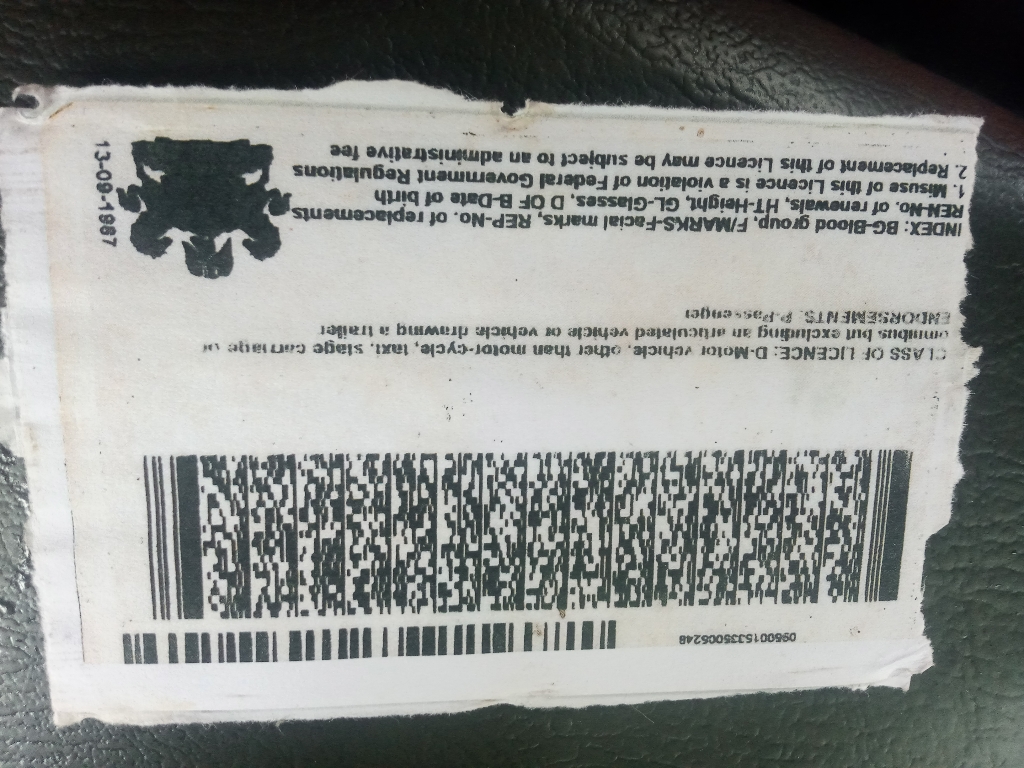 0950015335005248
CLASS OF LICENCE: D-Motor vehicle, other than motor-cycle, taxi, stage carriage or
omnibus but excluding an articulated vehicle or vehicle drawing a trailer
ENDORSEMENTS. P-Passenger
INDEX: BG-Blood group, F/MARKS-Facial marks, REP-No. of replacements
REN-No. of renewals, HT-Height, GL-Glasses, D OF B-Date of birth
1. Misuse of this Licence is a violation of Federal Government Regulations
2. Replacement of this Licence may be subject to an administrative fee
13-09-1987